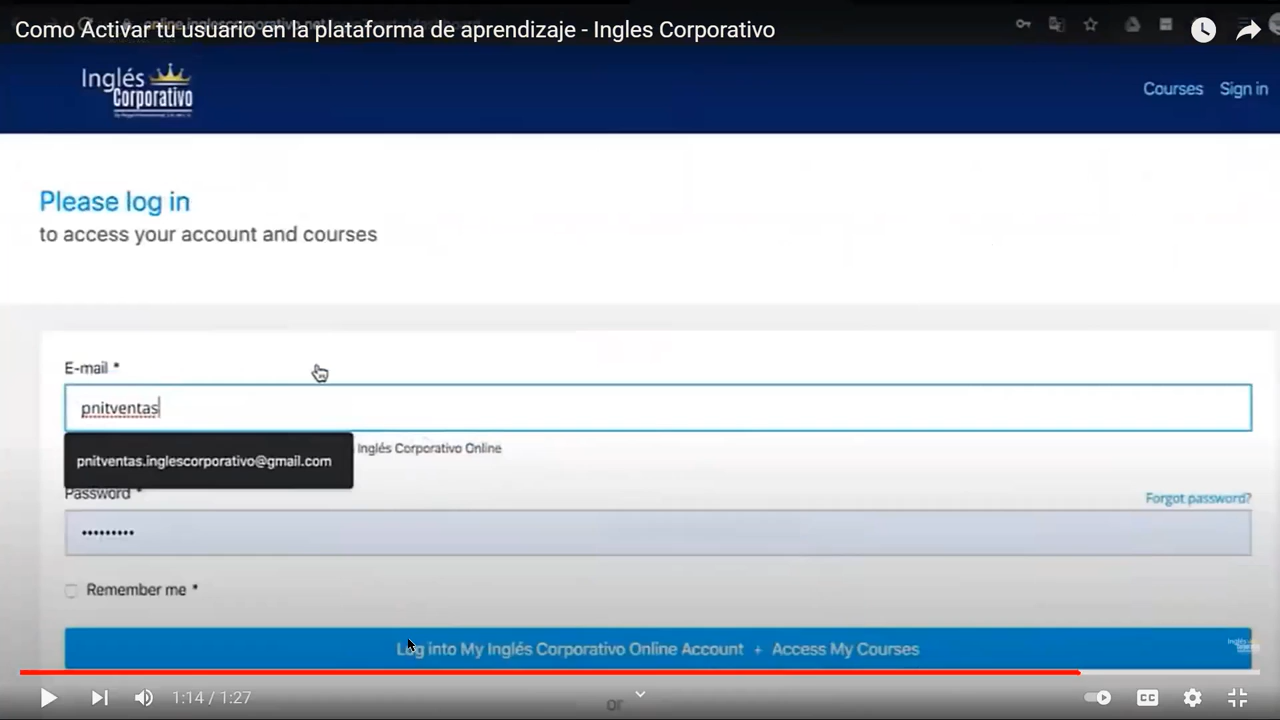 Como Activar tu usuario en la plataforma de aprendizaje - Ingles Corporativo
Inglés
Corporativo
Courses
Sign in
Please log in
to access your account and courses
E-mail *
pnitventas
pnitventas.inglescorporativo@gmail.com
Inglés Corporativo Online
Password *
Forgot password?
•••••••••
Remember me *
Log into My Inglés Corporativo Online Account + Access My Courses
1:14 / 1:27
CC
or